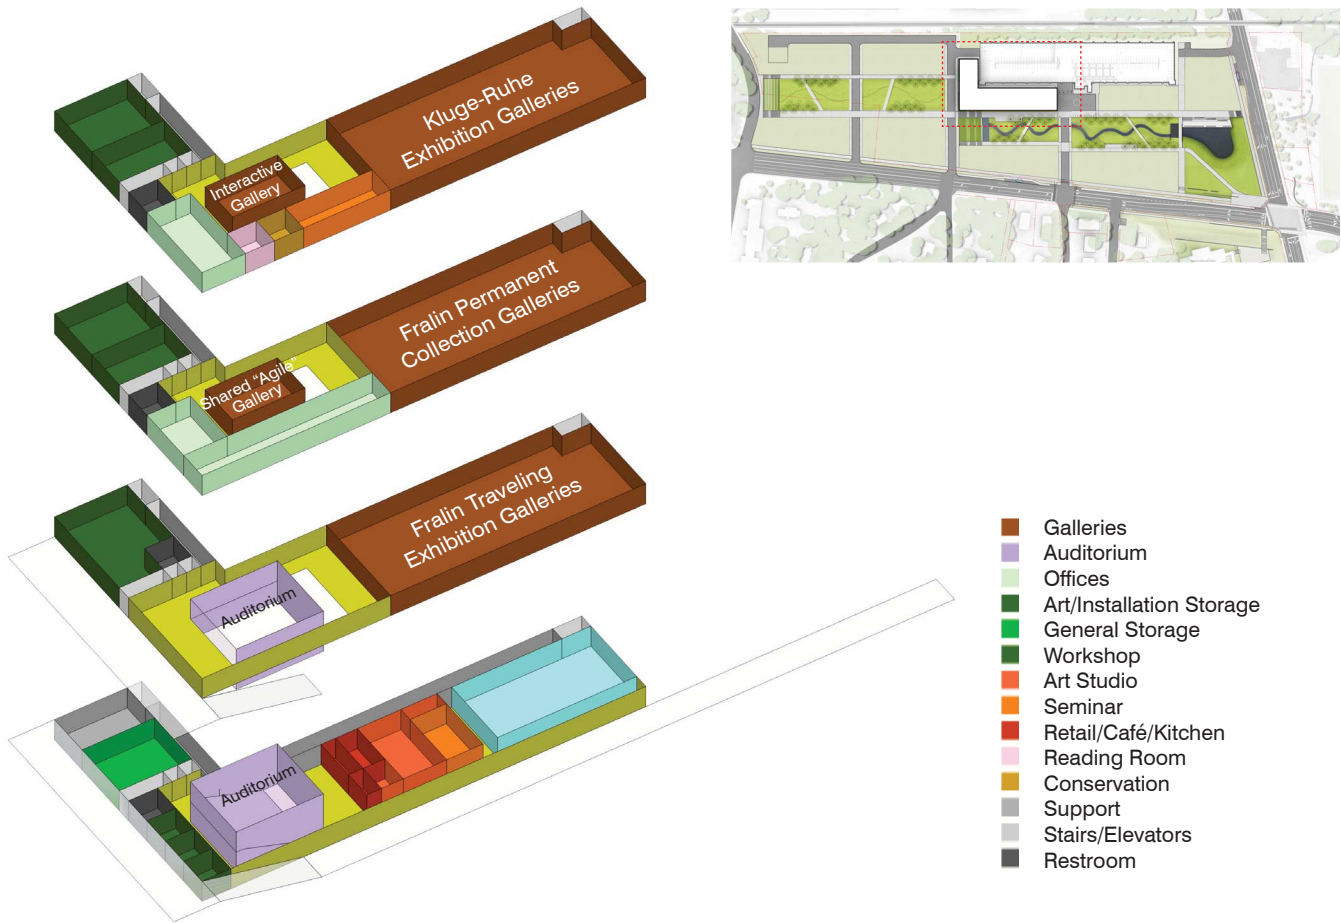 Kluge-Ruhe
Exhibition Galleries
Interactive
Gallery
Fralin Permanent
Collection Galleries
Shared “Agile”
Gallery
Fralin Traveling
Exhibition Galleries
Auditorium
Auditorium
Galleries
Auditorium
Offices
Art/Installation Storage
General Storage
Workshop
Art Studio
Seminar
Retail/Café/Kitchen
Reading Room
Conservation
Support
Stairs/Elevators
Restroom